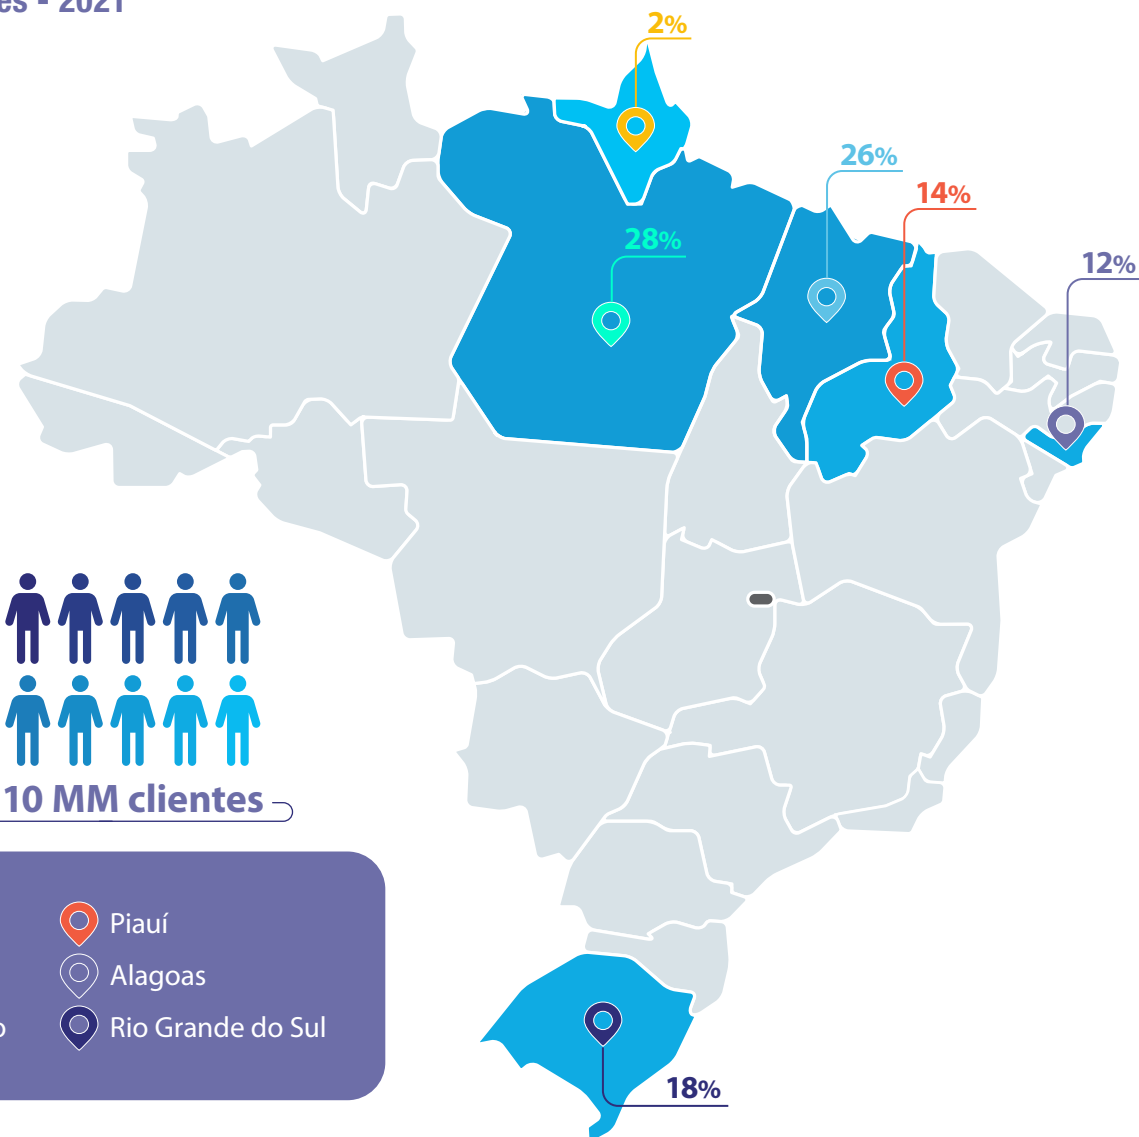 es - 2021
2%
26%
14%
28%
12%
10 MM clientes
Piauí
Alagoas
o
Rio Grande do Sul
18%